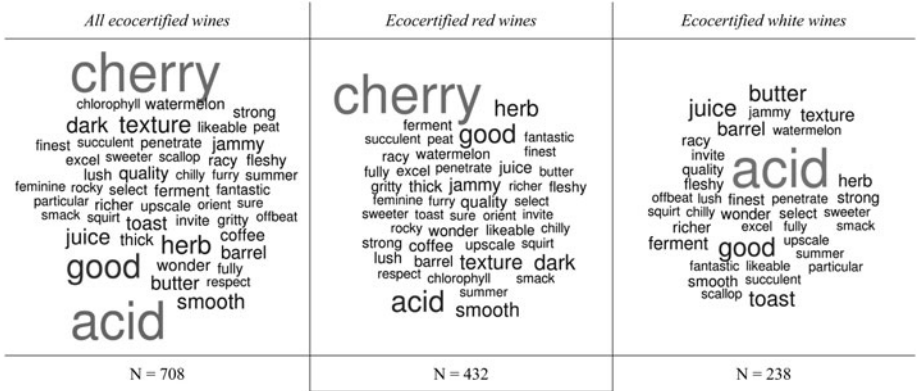 All ecocertified wines
Ecocertified red wines
Ecocertified white wines
cherry
chlorophyll watermelon
strong
dark texture likeable peat
finest succulent penetrate jammy
excel sweeter scallop racy fleshy
lush quality chilly furry summer
feminine rocky select ferment fantastic
particular richer upscale orient sure
smack squirt toast invite gritty offbeat
juice thick herb coffee
barrel
good wonder fully
butter respect
smooth
acid
cherry herb
ferment
succulent peat good fantastic
racy watermelon finest
fully excel penetrate juice butter
gritty thick jammy richer fleshy
feminine furry quality select
sweeter toast sure orient invite
rocky wonder likeable chilly
strong coffee upscale squirt
lush barrel texture dark
respect chlorophyll smack
summer
acid smooth
butter
juice jammy texture
barrel watermelon
racy
invite
quality acid herb
fleshy
offbeat lush finest penetrate strong
squirt chilly wonder select sweeter
richer excel fully smack
ferment good upscale
summer
fantastic likeable particular
smooth succulent
scallop toast
N = 708
N = 432
N = 238